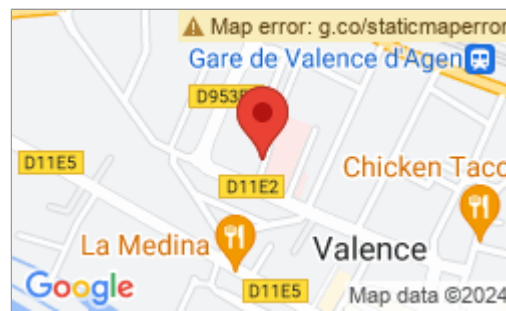 Map error: g.co/staticmaperror
Gare de Valence d'Agen
D953
D11E5
D11E2
Chicken Taco
La Medina
Valence
Google
D11E5
Map data ©2024